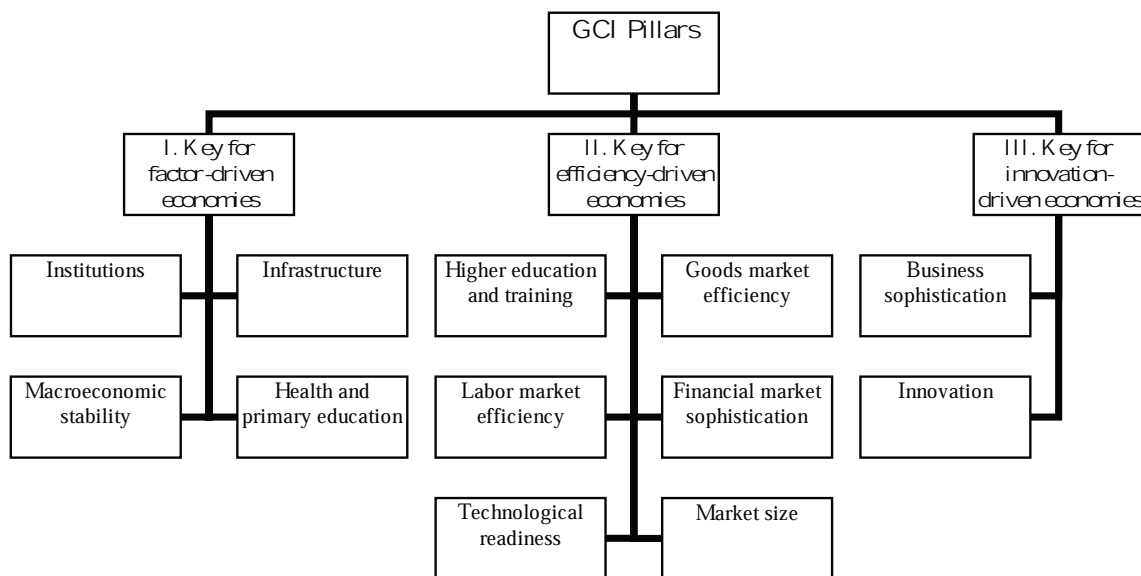 GCI Pillars
I. Key for
factor-driven
economies
II. Key for
efficiency-driven
economies
III. Key for
innovation-
driven economies
Institutions
Infrastructure
Higher education
and training
Goods market
efficiency
Business
sophistication
Macroeconomic
stability
Health and
primary education
Labor market
efficiency
Financial market
sophistication
Innovation
Technological
readiness
Market size